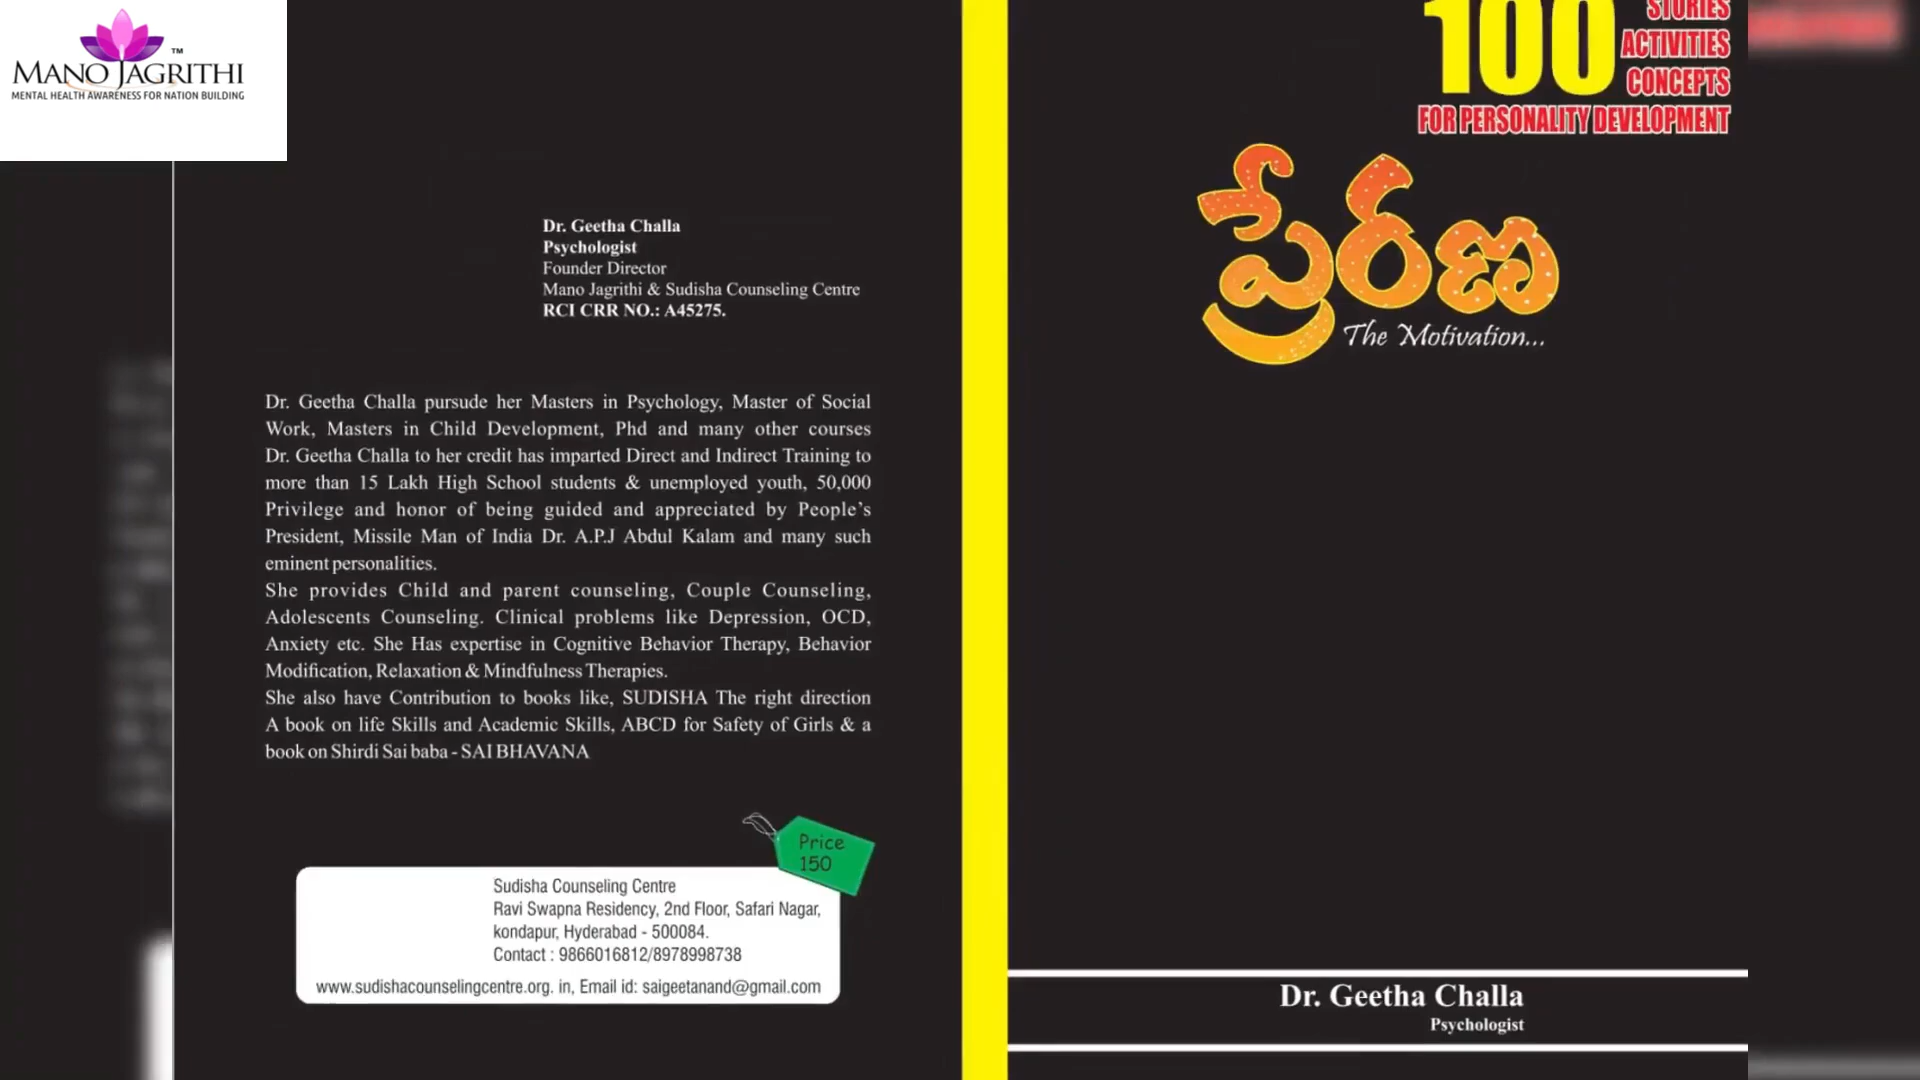 MANO JAGRITHI
TM
MENTAL HEALTH AWARENESS FOR NATION BUILDING
Dr. Geetha Challa
Psychologist
Founder Director
Mano Jagrithi & Sudisha Counseling Centre
RCI CRR NO.: A45275.
Dr. Geetha Challa pursude her Masters in Psychology, Master of Social
Work, Masters in Child Development, Phd and many other courses
Dr. Geetha Challa to her credit has imparted Direct and Indirect Training to
more than 15 Lakh High School students & unemployed youth, 50,000
Privilege and honor of being guided and appreciated by People's
President, Missile Man of India Dr. A.P.J Abdul Kalam and many such
eminent personalities.
She provides Child and parent counseling, Couple Counseling,
Adolescents Counseling. Clinical problems like Depression, OCD,
Anxiety etc. She Has expertise in Cognitive Behavior Therapy, Behavior
Modification, Relaxation & Mindfulness Therapies.
She also have Contribution to books like, SUDISHA The right direction
A book on life Skills and Academic Skills, ABCD for Safety of Girls & a
book on Shirdi Sai baba - SAI BHAVANA
Price
150
Sudisha Counseling Centre
Ravi Swapna Residency, 2nd Floor, Safari Nagar,
kondapur, Hyderabad - 500084.
Contact : 9866016812/8978998738
www.sudishacounselingcentre.org. in, Email id: saigeetanand@gmail.com
100
STORIES
ACTIVITIES
CONCEPTS
FOR PERSONALITY DEVELOPMENT
ప్రేరణ
The Motivation...
Dr. Geetha Challa
Psychologist